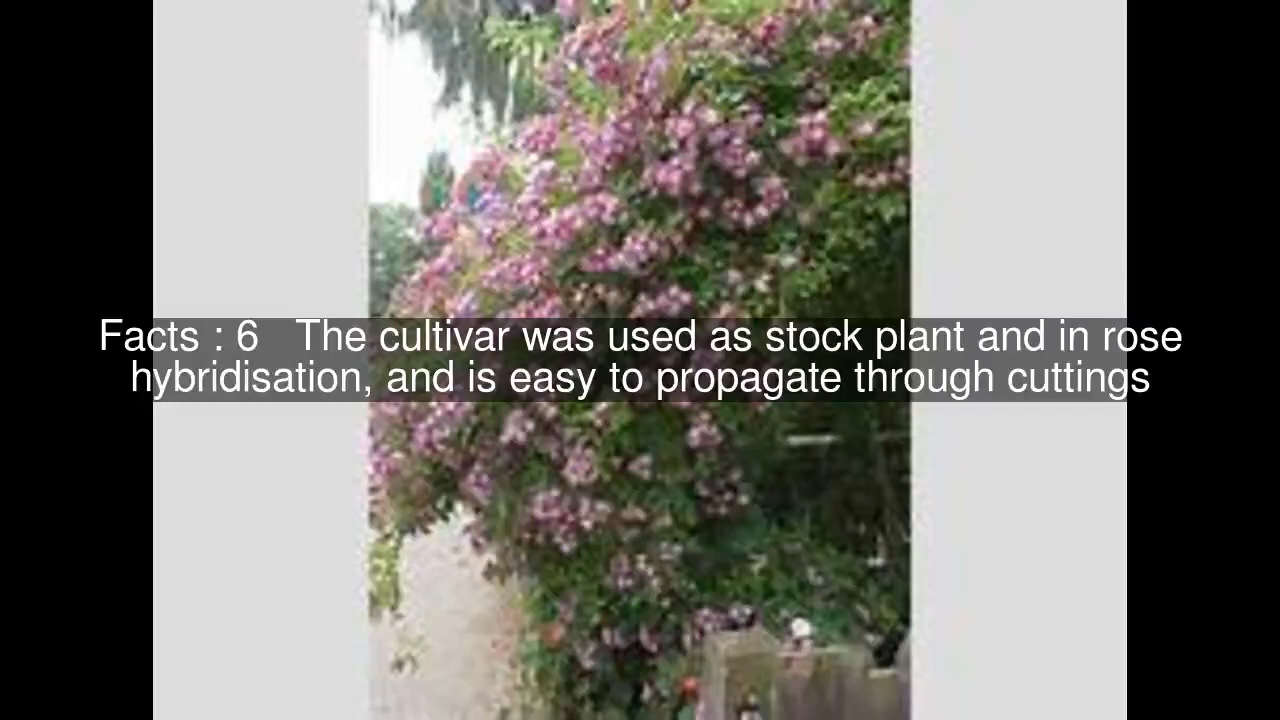 Facts : 6   The cultivar was used as stock plant and in rose
hybridisation, and is easy to propagate through cuttings